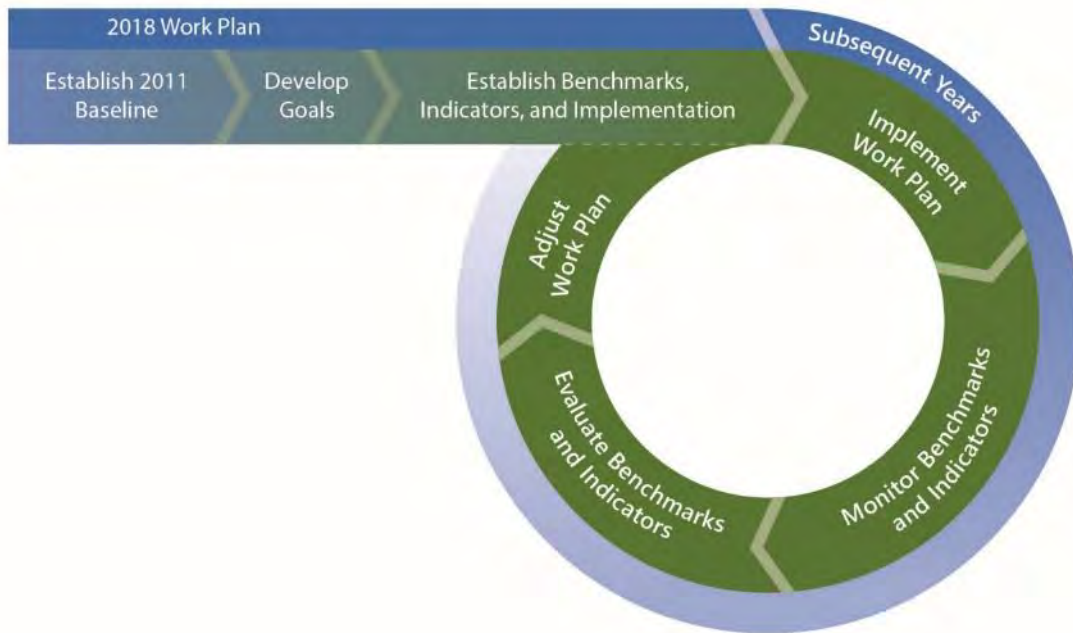 2018 Work Plan
Subsequent Years
Establish 2011
Baseline
Develop
Goals
Establish Benchmarks,
Indicators, and Implementation
Implement
Work Plan
Monitor Benchmarks
and Indicators
Evaluate Benchmarks
and Indicators
Adjust
Work Plan